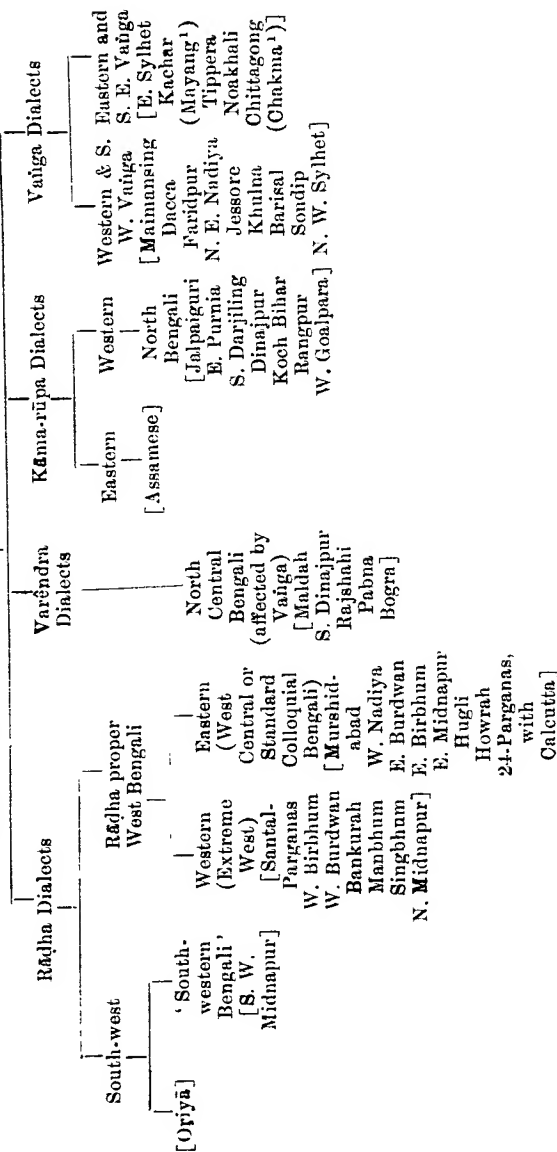 Rāḍha Dialects
South-west
[Oṛiyā]
' South-
western
Bengali '
[S. W.
Midnapur]
Rāḍha proper
West Bengali
Western
(Extreme
West)
[Santal-
Parganas
W. Birbhum
W. Burdwan
Bankurah
Manbhum
Singbhum
N. Midnapur]
Eastern
(West
Central or
Standard
Colloquial
Bengali)
[Murshid-
abad
W. Nadiya
E. Burdwan
E. Birbhum
E. Midnapur
Hugli
Howrah
24-Parganas,
with
Calcutta]
Varēndra
Dialects
North
Central
Bengali
(affected by
Vaṅga)
[Maldah
S. Dinajpur
Rajshahi
Pabna
Bogra]
Kāma-rūpa Dialects
Eastern
[Assamese]
Western
North
Bengali
[Jalpaiguri
E. Purnia
S. Darjiling
Dinajpur
Koch Bihar
Rangpur
W. Goalpara]
Vaṅga Dialects
Western & S.
W. Vaṅga
[Maimansing
Dacca
Faridpur
N. E. Nadiya
Jessore
Khulna
Barisal
Sondip
N. W. Sylhet]
Eastern and
S. E. Vaṅga
[E. Sylhet
Kachar
(Mayang¹)
Tippera
Noakhali
Chittagong
(Chakma¹)]